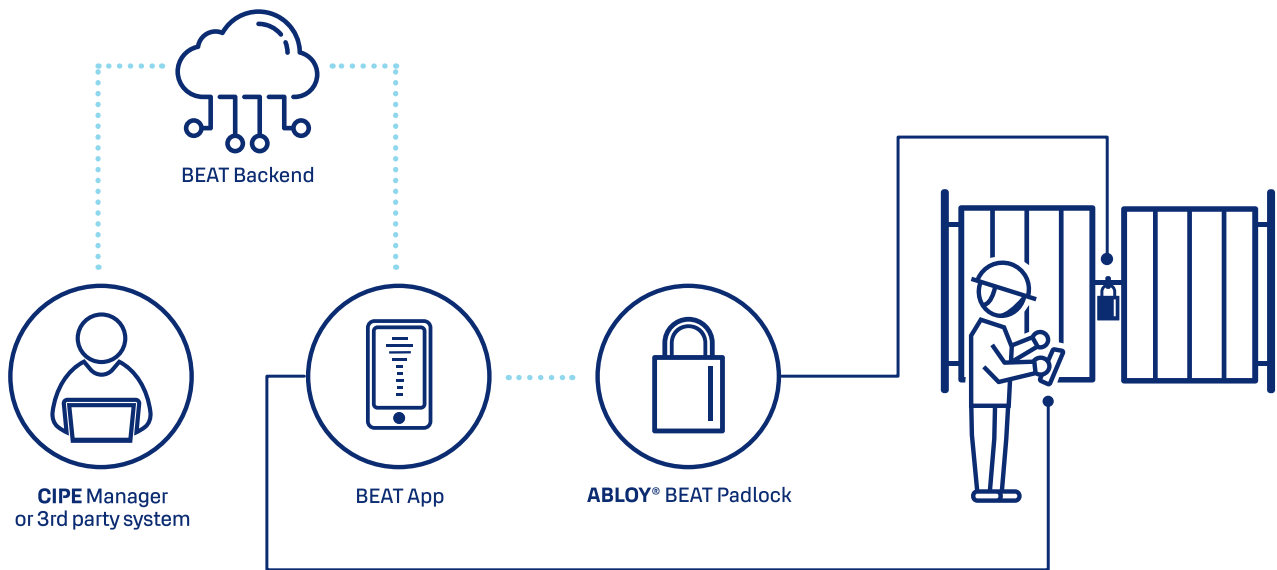 BEAT Backend
CIPE Manager
or 3rd party system
BEAT App
ABLOY® BEAT Padlock